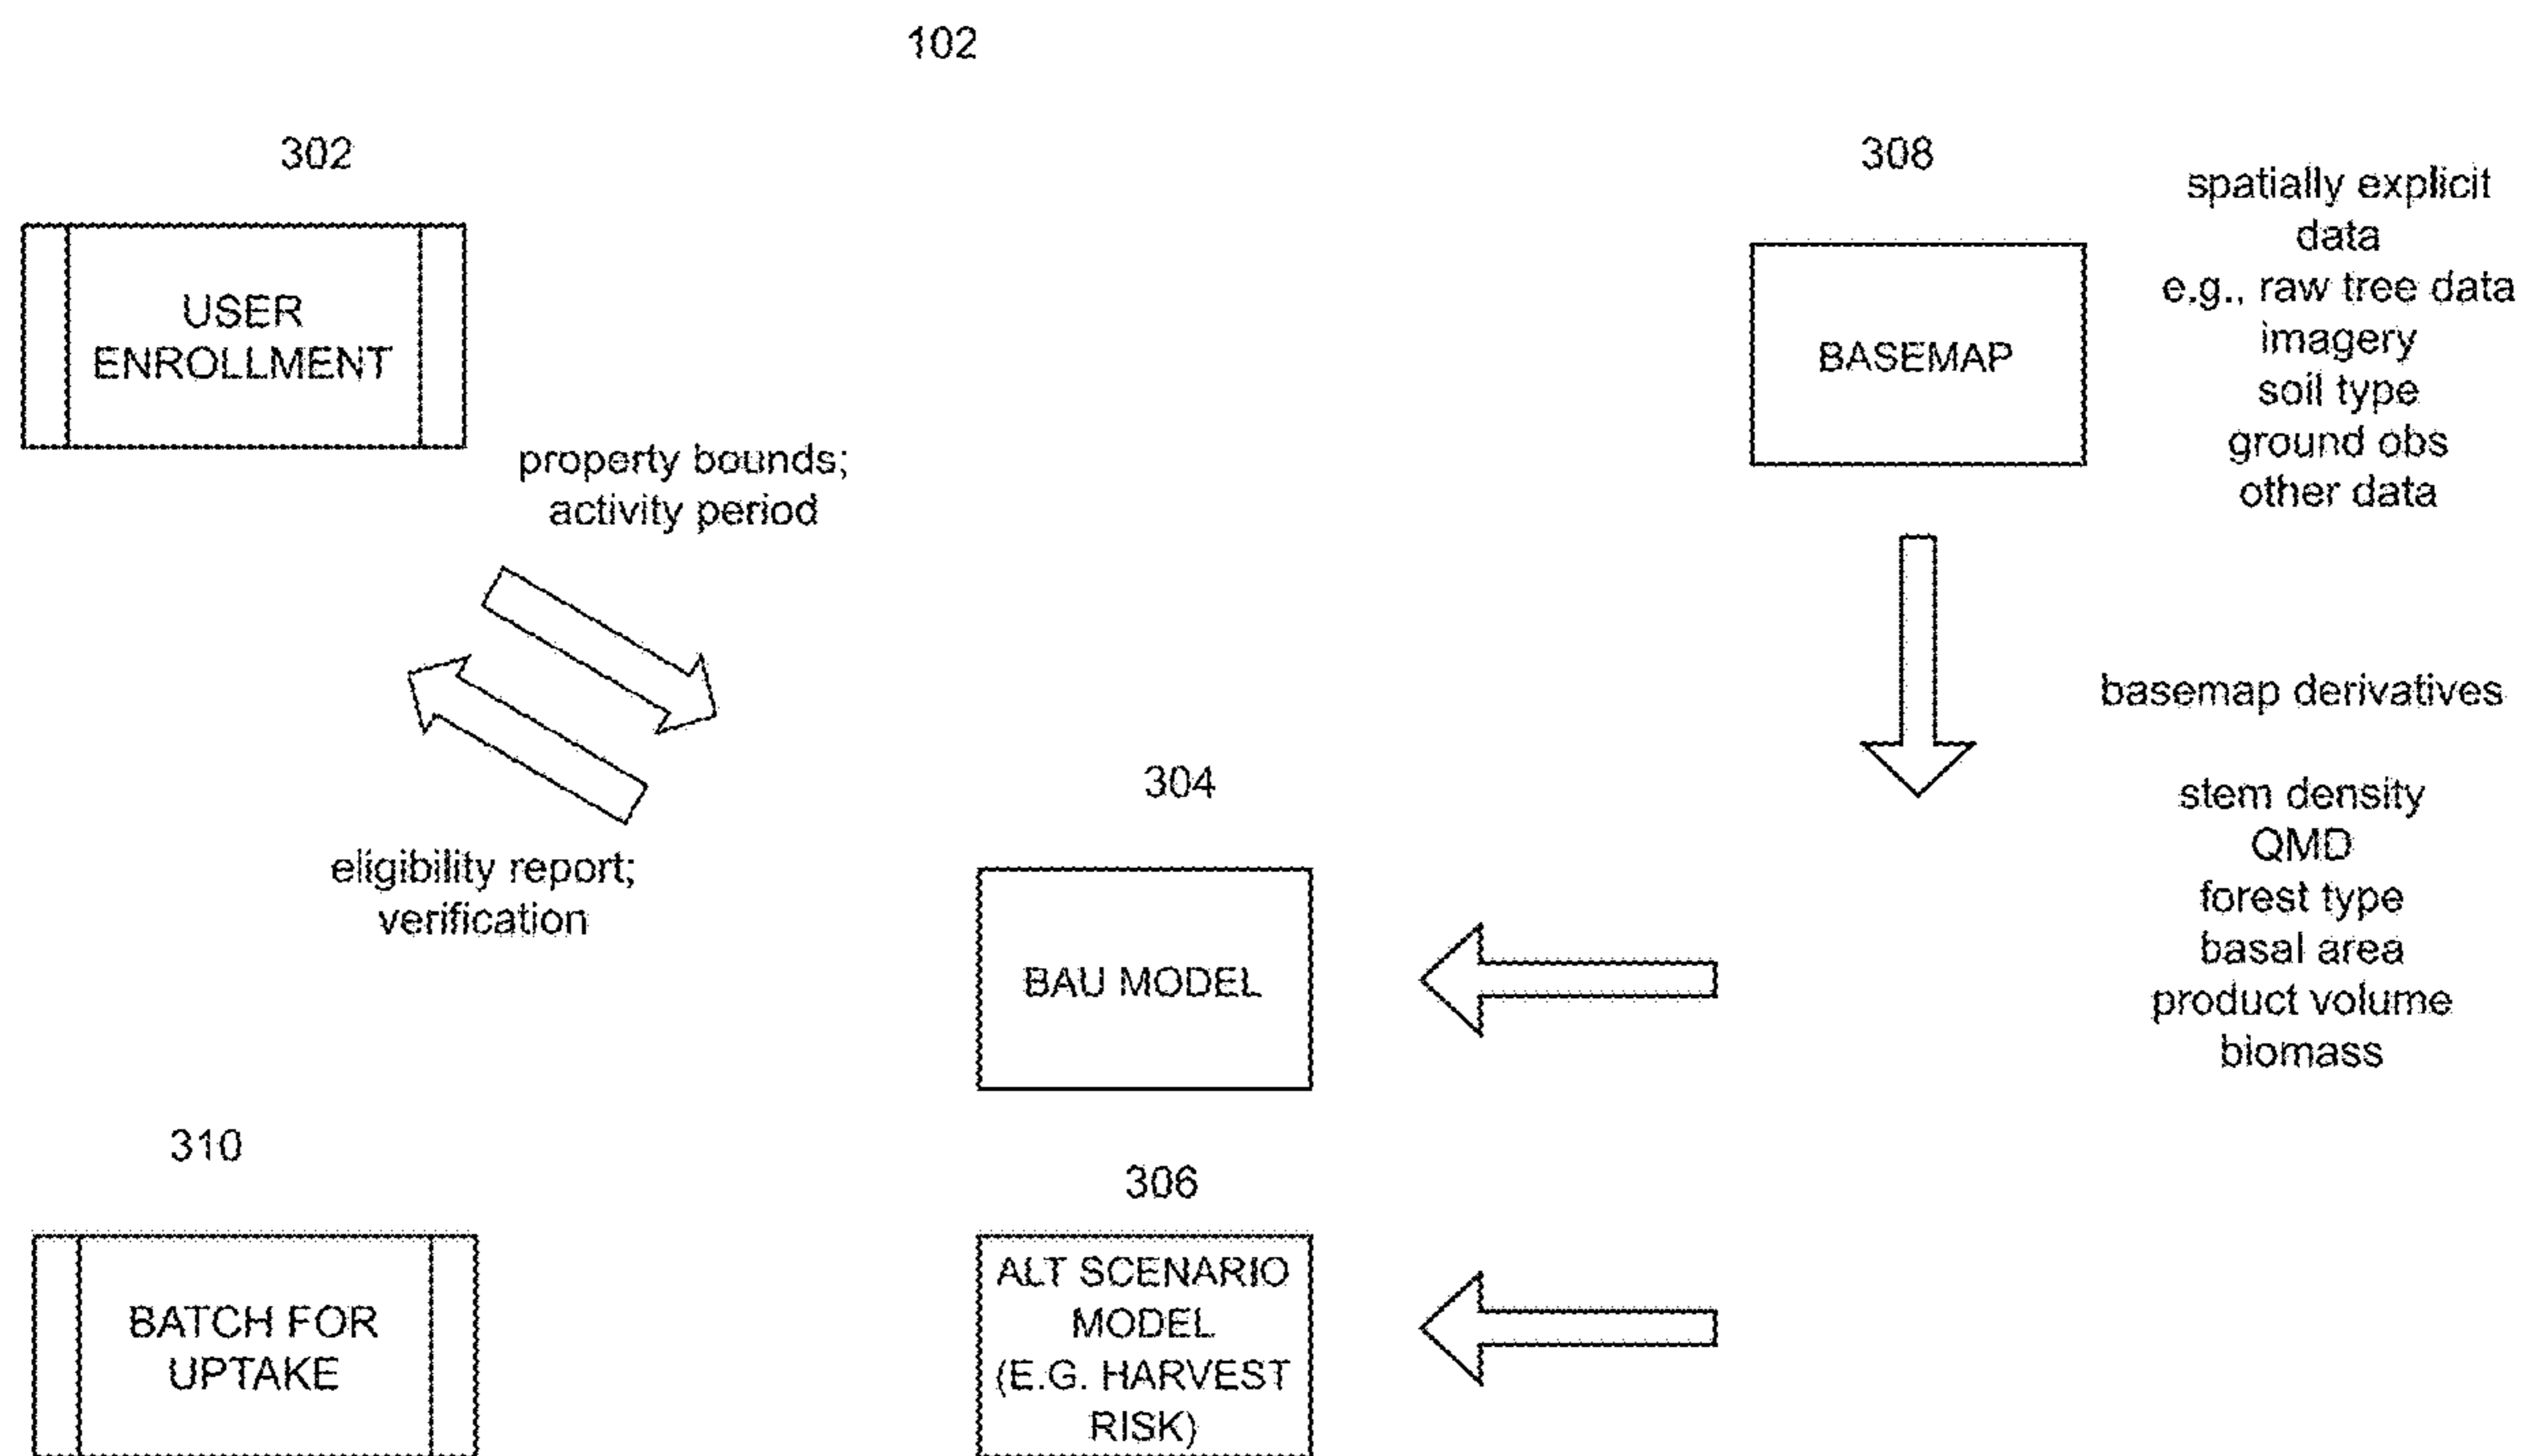 102
302
USER
ENROLLMENT
property bounds;
activity period
eligibility report;
verification
308
BASEMAP
spatially explicit
data
e.g., raw tree data
imagery
soil type
ground obs
other data
basemap derivatives
stem density
QMD
forest type
basal area
product volume
biomass
304
BAU MODEL
310
BATCH FOR
UPTAKE
306
ALT SCENARIO
MODEL
(E.G. HARVEST
RISK)